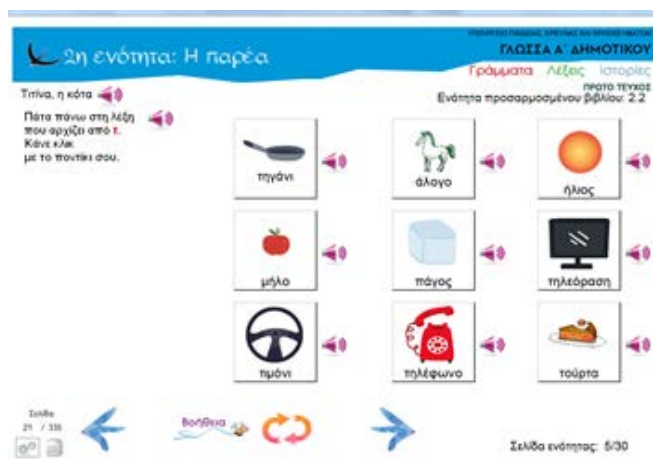 2η ενότητα: Η παρέα
ΓΛΩΣΣΑ Α΄ ΔΗΜΟΤΙΚΟΥ
Γράμματα Λέξεις Ιστορίες
ΠΡΩΤΟ ΤΕΥΧΟΣ
Ενότητα προσαρμοσμένου βιβλίου: 2.2
Τιτίνα, η κότα
Πάτα πάνω στη λέξη
που αρχίζει από τ.
Κάνε κλικ
με το ποντίκι σου.
τηγάνι
άλογο
ήλιος
μήλο
πάγος
τηλεόραση
τιμόνι
τηλέφωνο
τούρτα
Σελίδα
21 / 335
Βοήθεια
Σελίδα ενότητας: 5/30